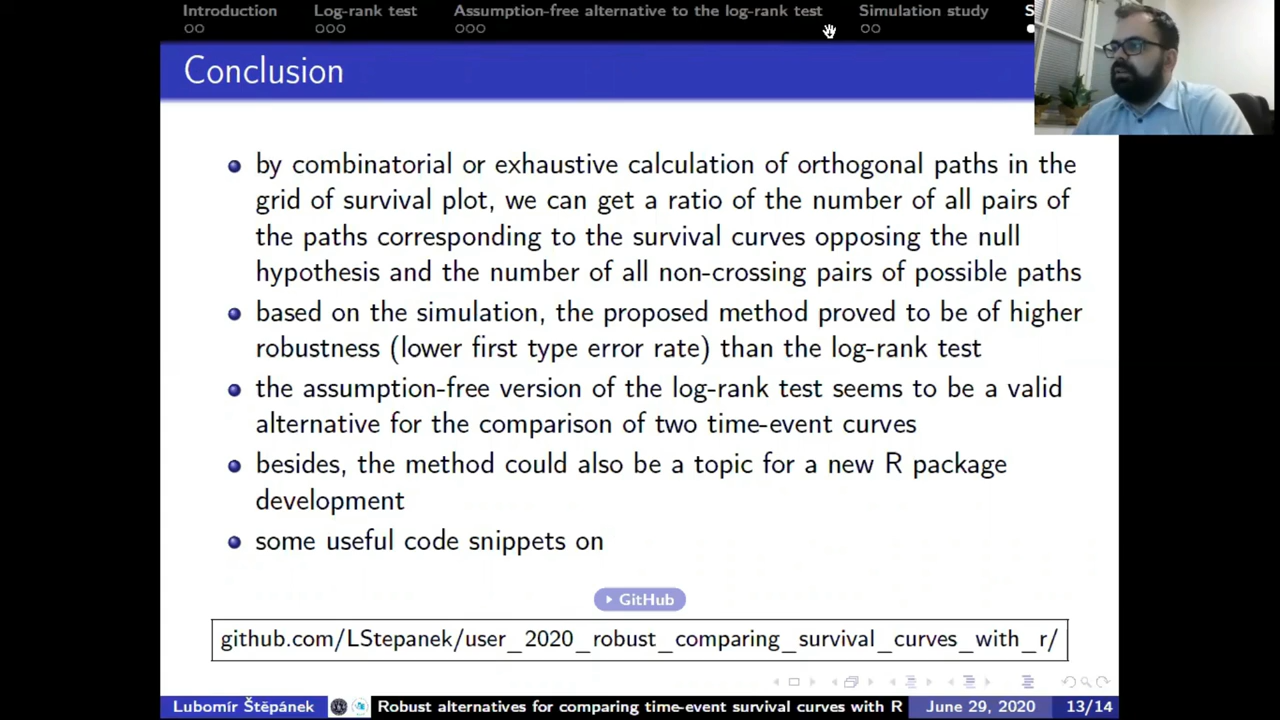 Introduction
Log-rank test
Assumption-free alternative to the log-rank test
Simulation study
Conclusion
by combinatorial or exhaustive calculation of orthogonal paths in the
grid of survival plot, we can get a ratio of the number of all pairs of
the paths corresponding to the survival curves opposing the null
hypothesis and the number of all non-crossing pairs of possible paths
based on the simulation, the proposed method proved to be of higher
robustness (lower first type error rate) than the log-rank test
the assumption-free version of the log-rank test seems to be a valid
alternative for the comparison of two time-event curves
besides, the method could also be a topic for a new R package
development
some useful code snippets on
GitHub
github.com/LStepanek/user_2020_robust_comparing_survival_curves_with_r/
Lubomír Štěpánek
Robust alternatives for comparing time-event survival curves with R
June 29, 2020
13/14